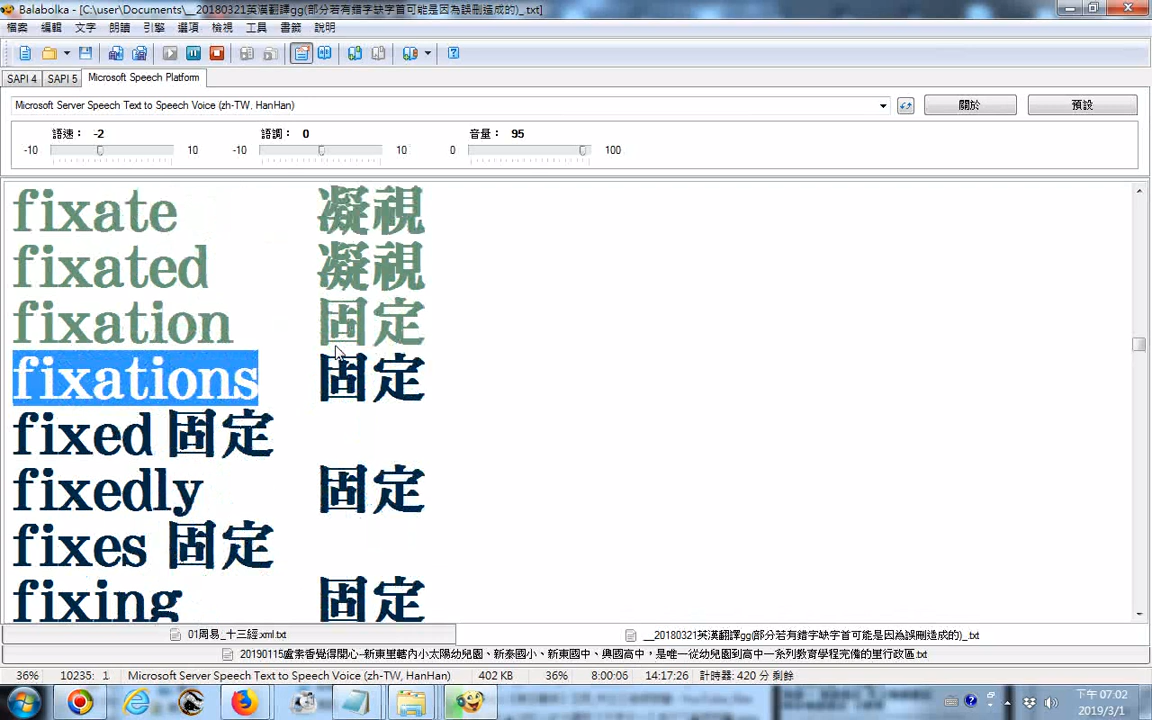 Balabolka - [C:\user\Documents\__20180321英漢翻譯gg(部分若有錯字缺字首可能是因為誤刪造成的)_.txt]
檔案 編輯 文字 朗讀 引擎 選項 檢視 工具 書籤 說明
SAPI 4 SAPI 5 Microsoft Speech Platform
Microsoft Server Speech Text to Speech Voice (zh-TW, HanHan) 關於 預設
語速： -2 語調： 0 音量： 95
-10 10 -10 10 0 100
fixate 凝視
fixated 凝視
fixation 固定
fixations 固定
fixed 固定
fixedly 固定
fixes 固定
fixing 固定
01周易_十三經.xml.txt __20180321英漢翻譯gg(部分若有錯字缺字首可能是因為誤刪造成的)_.txt
20190115盧素香覺得開心-新東里轄內小太陽幼兒園、新泰國小、新東國中、興國高中，是唯一從幼兒園到高中一系列教育學程完備的里行政區.txt
36% 10235: 1 Microsoft Server Speech Text to Speech Voice (zh-TW, HanHan) 402 KB 36% 8:00:06 14:17:26 計時器: 420 分 剩餘
下午 07:02
2019/3/1